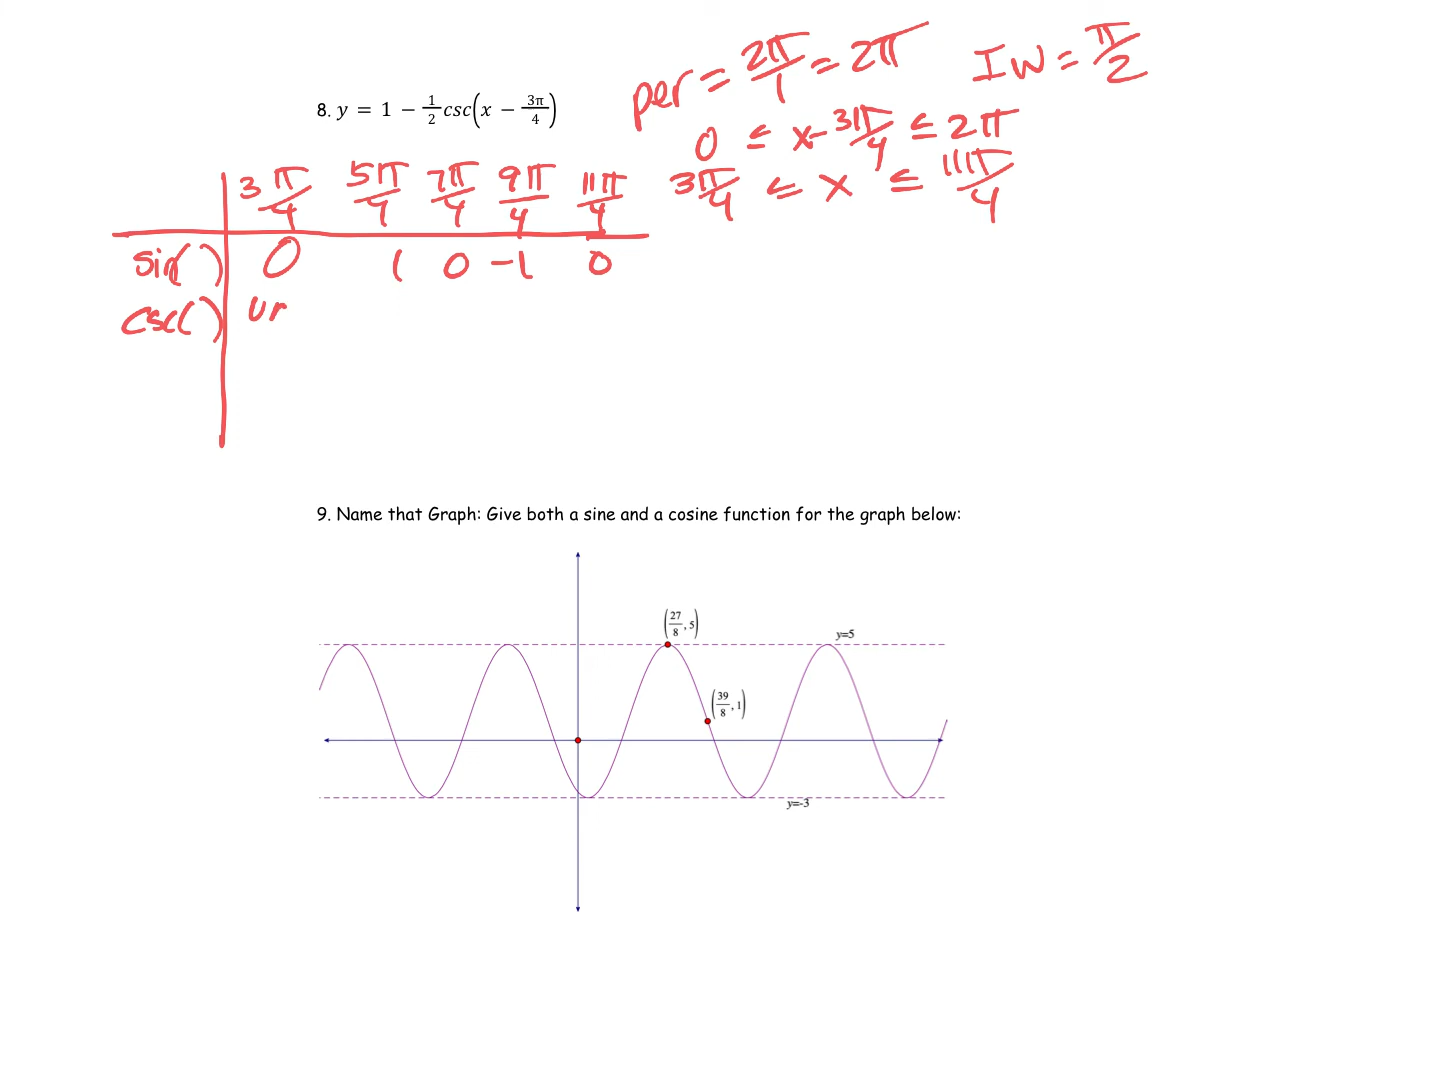 per = 2π/1 = 2π   IW = π/2
8. y = 1 − 1/2 csc(x − 3π/4)
0 ≤ x - 3π/4 ≤ 2π
3π/4 ≤ x ≤ 11π/4
3π/4 5π/4 7π/4 9π/4 11π/4
sin( ) 0 1 0 -1 0
csc( ) un
9. Name that Graph: Give both a sine and a cosine function for the graph below:
(27/8, 5)
y=5
(39/8, 1)
y=-3